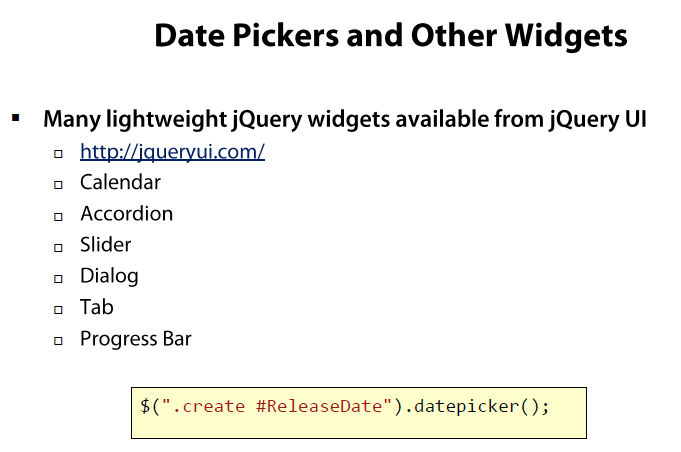 Date Pickers and Other Widgets
Many lightweight jQuery widgets available from jQuery UI
http://jqueryui.com/
Calendar
Accordion
Slider
Dialog
Tab
Progress Bar
$(".create #ReleaseDate").datepicker();